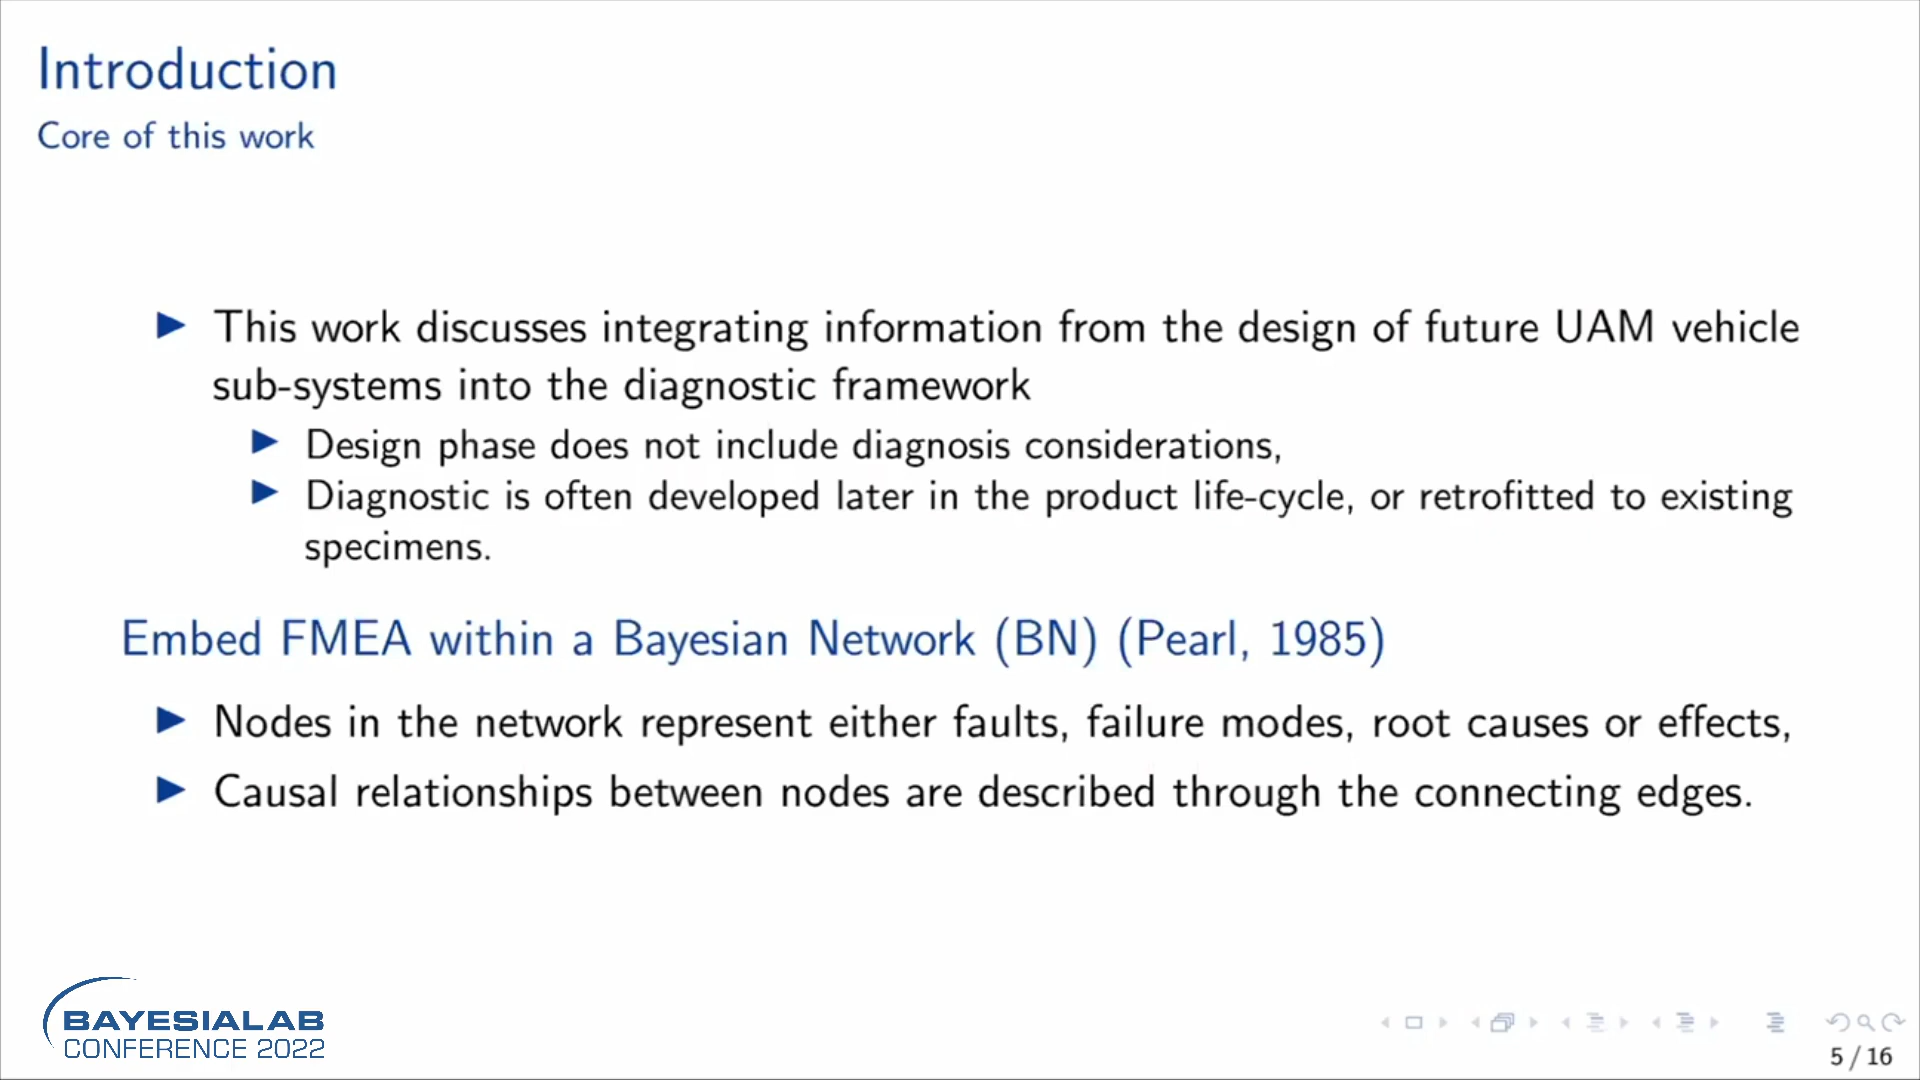 Introduction
Core of this work
This work discusses integrating information from the design of future UAM vehicle
sub-systems into the diagnostic framework
Design phase does not include diagnosis considerations,
Diagnostic is often developed later in the product life-cycle, or retrofitted to existing
specimens.
Embed FMEA within a Bayesian Network (BN) (Pearl, 1985)
Nodes in the network represent either faults, failure modes, root causes or effects,
Causal relationships between nodes are described through the connecting edges.
BAYESIALAB
CONFERENCE 2022
5 / 16